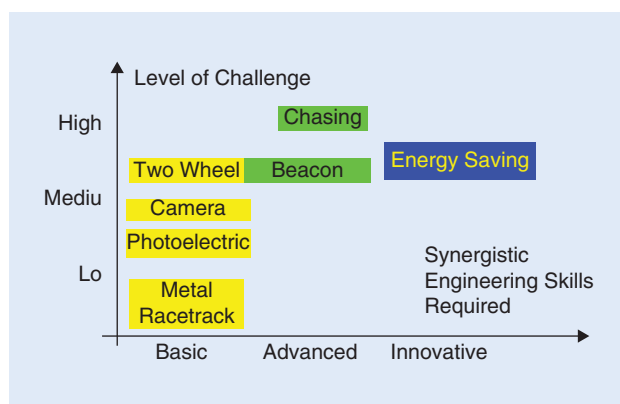 Level of Challenge
High
Chasing
Energy Saving
Two Wheel
Beacon
Mediu
Camera
Photoelectric
Lo
Metal
Racetrack
Synergistic
Engineering Skills
Required
Basic
Advanced
Innovative